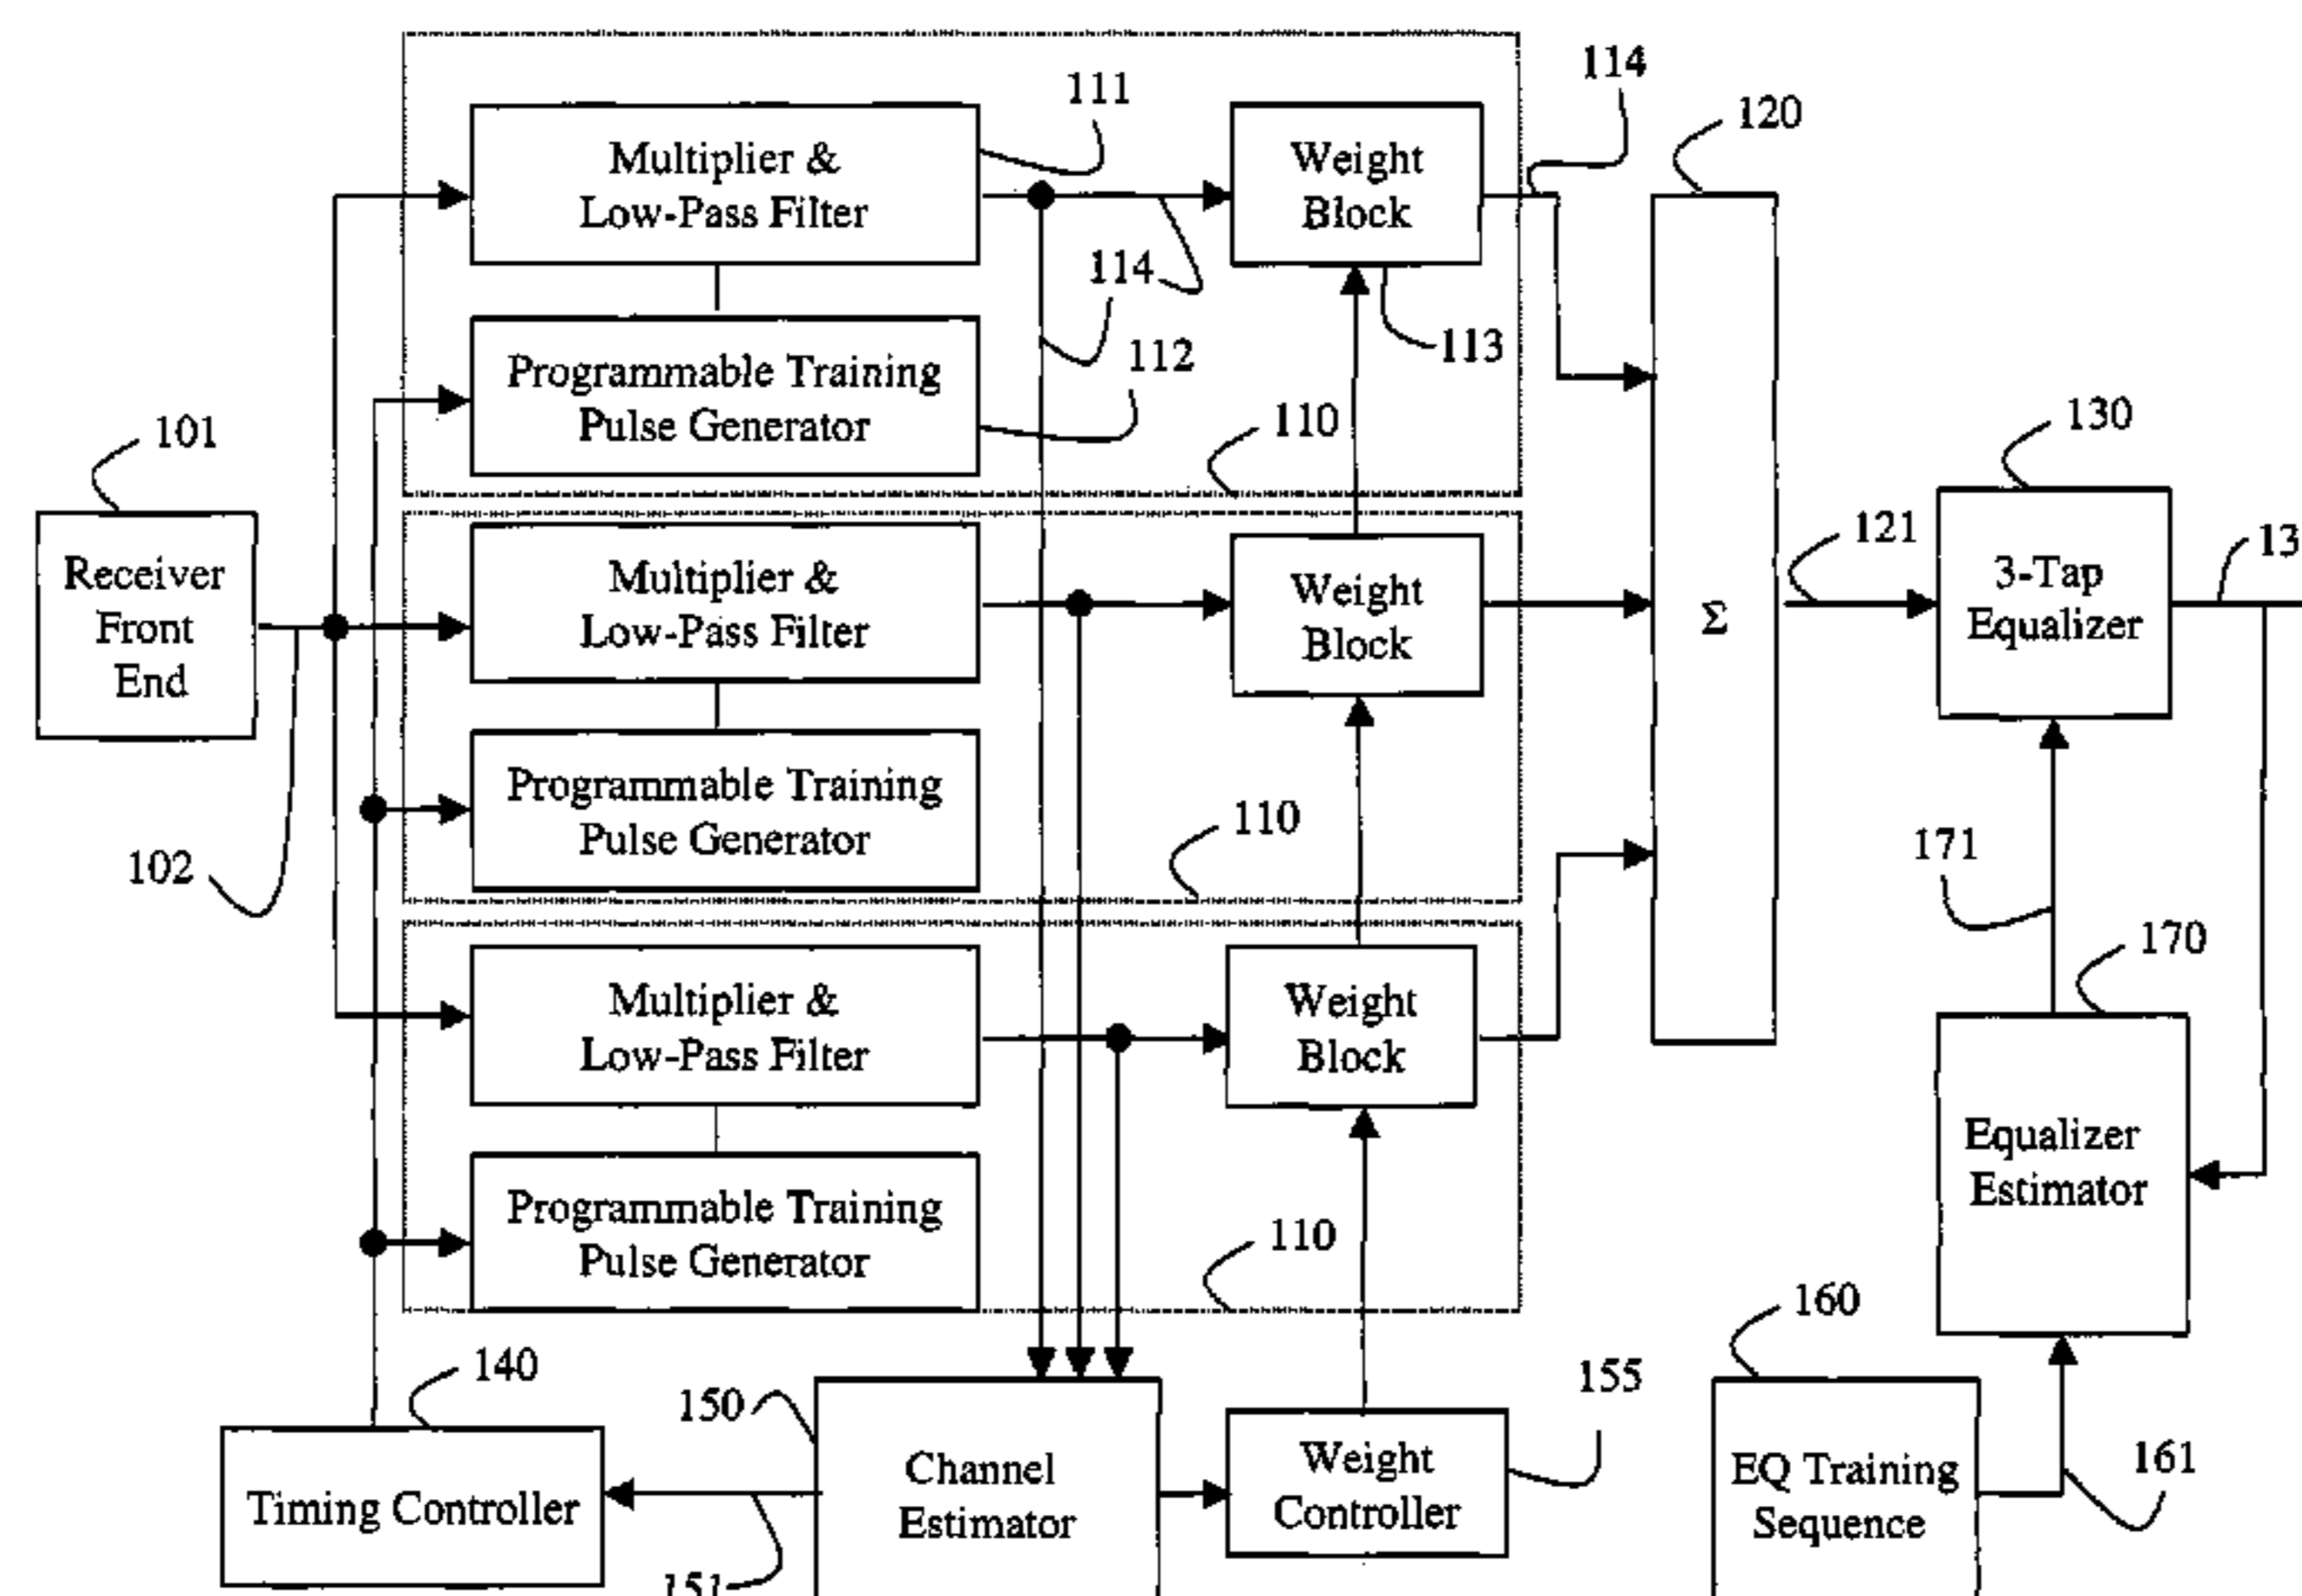 114
111
120
Multiplier &
Low-Pass Filter
Weight
Block
114
113
112
Programmable Training
Pulse Generator
110
101
130
Receiver
Front
End
Multiplier &
Low-Pass Filter
Weight
Block
Σ
121
3-Tap
Equalizer
13
Programmable Training
Pulse Generator
110
102
171
170
Multiplier &
Low-Pass Filter
Weight
Block
Equalizer
Estimator
Programmable Training
Pulse Generator
110
160
140
150
155
Timing Controller
Channel
Estimator
Weight
Controller
EQ Training
Sequence
161
151